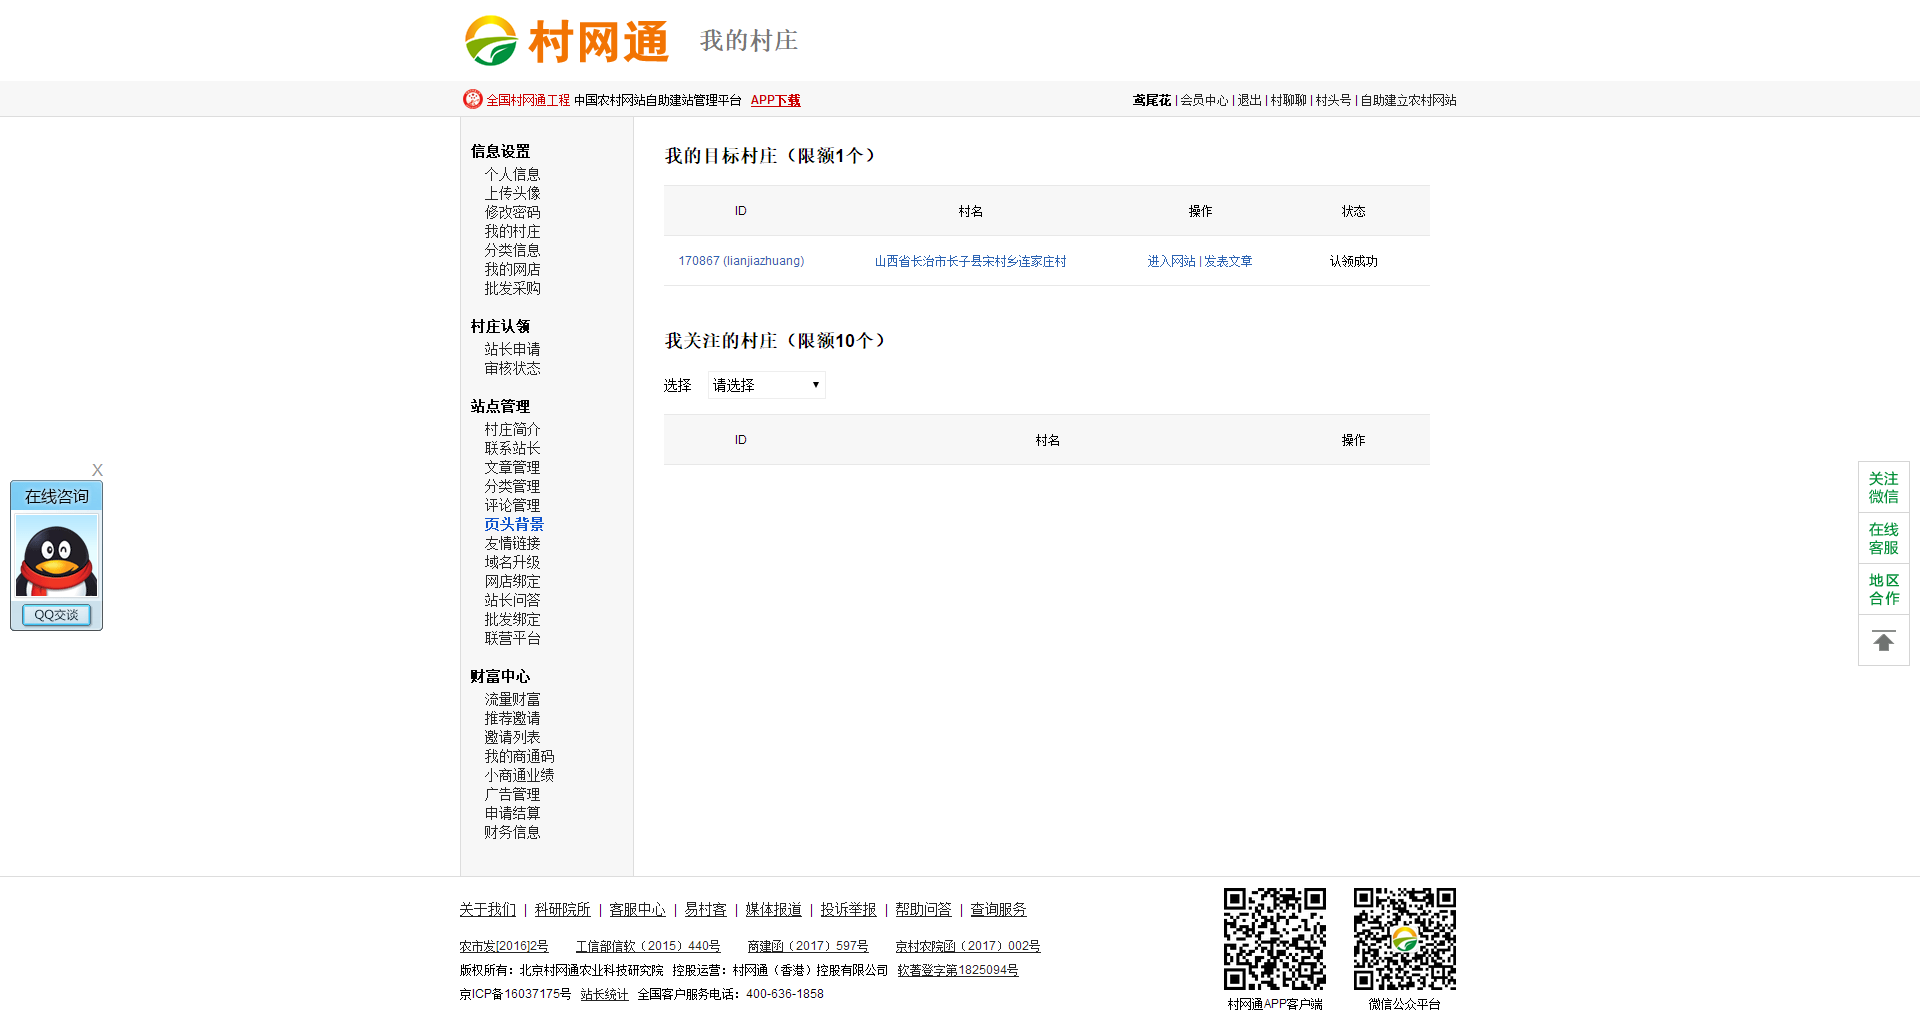 村网通 我的村庄
全国村网通工程 中国农村网站自助建站管理平台 APP下载
鸢尾花 | 会员中心 | 退出 | 村聊聊 | 村头号 | 自助建立农村网站
信息设置
个人信息
上传头像
修改密码
我的村庄
分类信息
我的网店
批发采购
村庄认领
站长申请
审核状态
站点管理
村庄简介
联系站长
文章管理
分类管理
评论管理
页头背景
友情链接
域名升级
网店绑定
站长问答
批发绑定
联营平台
财富中心
流量财富
推荐邀请
邀请列表
我的商通码
小商通业绩
广告管理
申请结算
财务信息
我的目标村庄（限额1个）
ID 村名 操作 状态
170867 (lianjiazhuang) 山西省长治市长子县宋村乡连家庄村 进入网站 | 发表文章 认领成功
我关注的村庄（限额10个）
选择 请选择
ID 村名 操作
X
在线咨询
QQ交谈
关注
微信
在线
客服
地区
合作
关于我们 | 科研院所 | 客服中心 | 易村客 | 媒体报道 | 投诉举报 | 帮助问答 | 查询服务
农市发[2016]2号 工信部信软（2015）440号 商建函（2017）597号 京村农院函（2017）002号
版权所有：北京村网通农业科技研究院 控股运营：村网通（香港）控股有限公司 软著登字第1825094号
京ICP备16037175号 站长统计 全国客户服务电话：400-636-1858
村网通APP客户端
微信公众平台